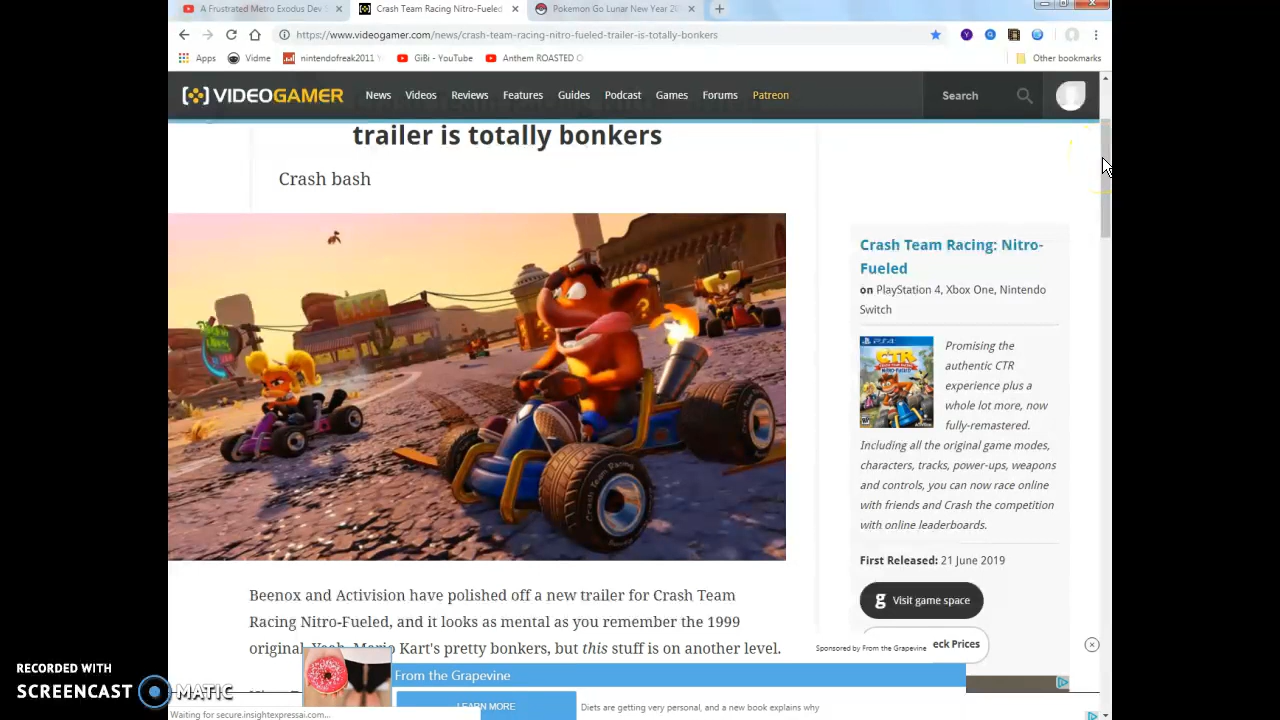 A Frustrated Metro Exodus Dev S
Crash Team Racing Nitro-Fueled
Pokemon Go Lunar New Year
https://www.videogamer.com/news/crash-team-racing-nitro-fueled-trailer-is-totally-bonkers
Apps
Vidme
nintendofreak2011
GiBi - YouTube
Anthem ROASTED
Other bookmarks
VIDEOGAMER
News
Videos
Reviews
Features
Guides
Podcast
Games
Forums
Patreon
Search
trailer is totally bonkers
Crash bash
Crash Team Racing: Nitro-
Fueled
on PlayStation 4, Xbox One, Nintendo
Switch
PS4
CTR
Promising the
authentic CTR
experience plus a
whole lot more, now
fully-remastered.
Including all the original game modes,
characters, tracks, power-ups, weapons
and controls, you can now race online
with friends and Crash the competition
with online leaderboards.
First Released: 21 June 2019
g Visit game space
eck Prices
Crash Team Racing
Beenox and Activision have polished off a new trailer for Crash Team
Racing Nitro-Fueled, and it looks as mental as you remember the 1999
original. Yeah, Mario Kart's pretty bonkers, but this stuff is on another level.
Sponsored by From the Grapevine
From the Grapevine
LEARN MORE
Diets are getting very personal, and a new book explains why
Waiting for secure.insightexpressai.com...
RECORDED WITH
SCREENCAST MATIC